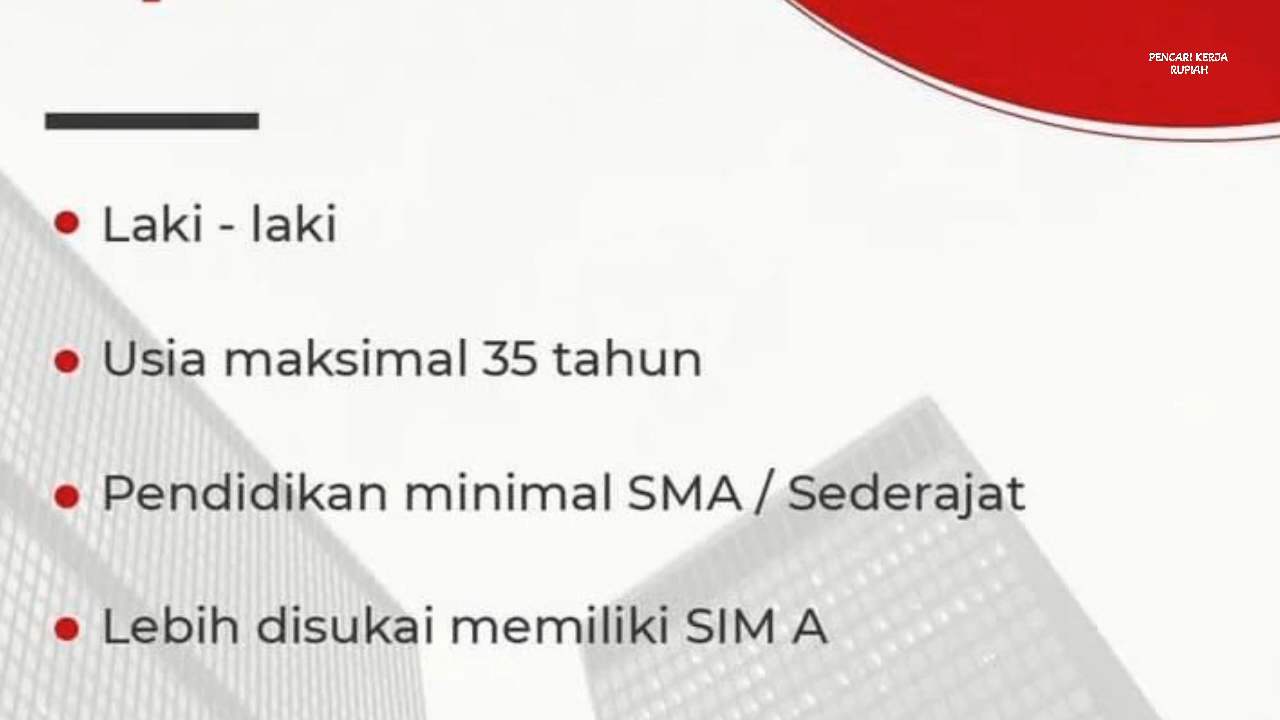 PENCARI KERJA
RUPIAH
Laki - laki
Usia maksimal 35 tahun
Pendidikan minimal SMA / Sederajat
Lebih disukai memiliki SIM A